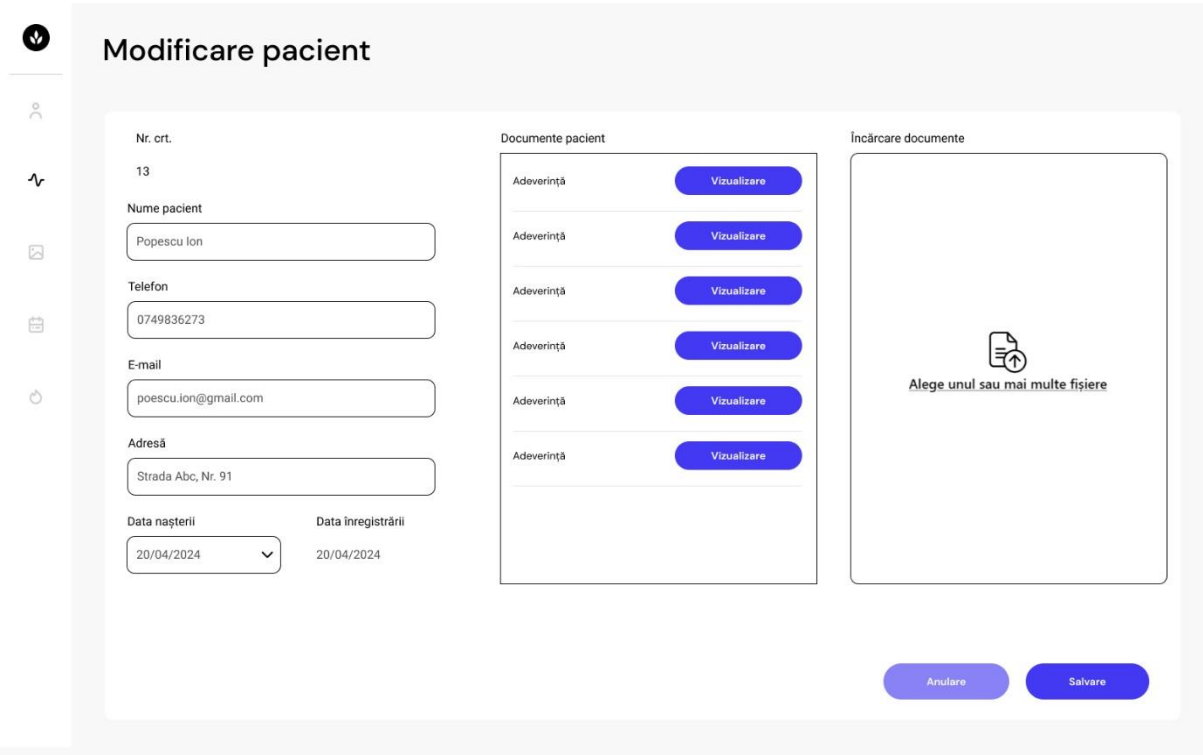 Modificare pacient
Nr. crt.
13
Nume pacient
Popescu Ion
Telefon
0749836273
E-mail
poescu.ion@gmail.com
Adresă
Strada Abc, Nr. 91
Data nașterii
Data înregistrării
20/04/2024
20/04/2024
Documente pacient
Adeverință
Vizualizare
Adeverință
Vizualizare
Adeverință
Vizualizare
Adeverință
Vizualizare
Adeverință
Vizualizare
Adeverință
Vizualizare
Încărcare documente
Alege unul sau mai multe fișiere
Anulare
Salvare